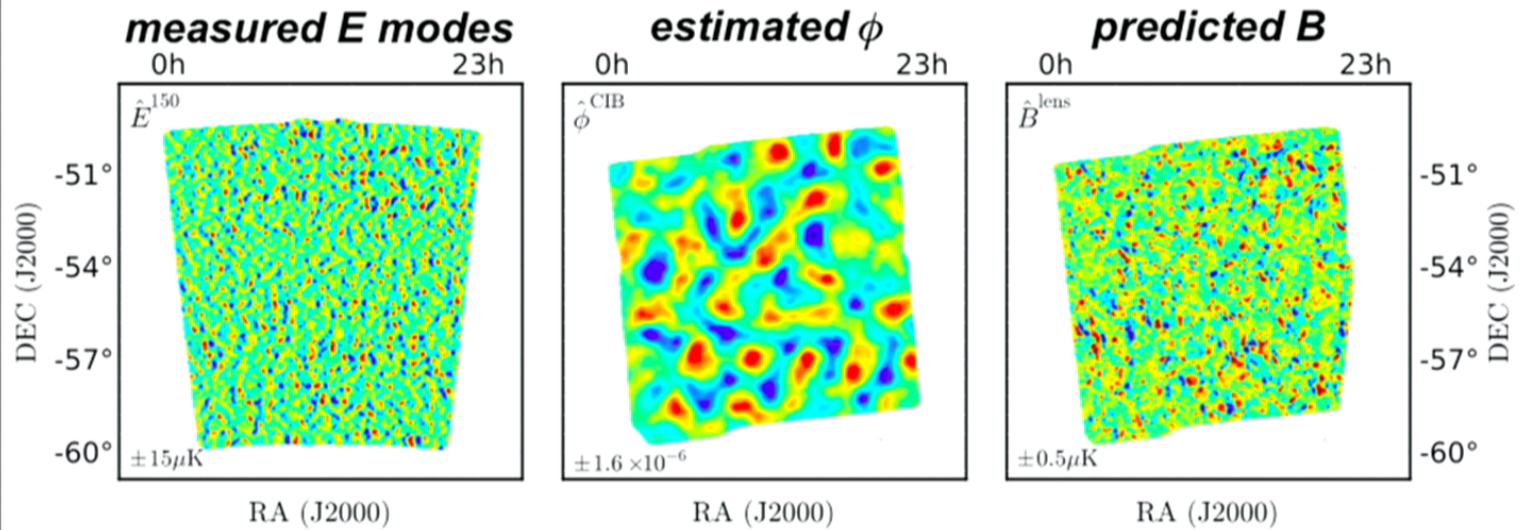 measured E modes
0h 23h
Ê¹⁵⁰
-51°
-54°
-57°
-60°
DEC (J2000)
±15μK
RA (J2000)
estimated ϕ
0h 23h
ϕ̂ᶜᴵᴮ
±1.6 ×10⁻⁶
RA (J2000)
predicted B
0h 23h
B̂ˡᵉⁿˢ
±0.5μK
RA (J2000)
-51°
-54°
-57°
-60°
DEC (J2000)